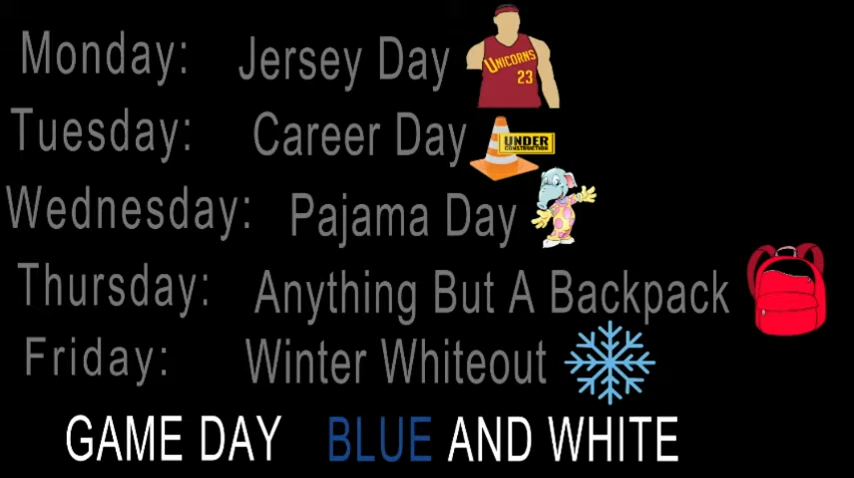 Monday: Jersey Day
UNICORNS
23
Tuesday: Career Day
UNDER
CONSTRUCTION
Wednesday: Pajama Day
Thursday: Anything But A Backpack
Friday: Winter Whiteout
GAME DAY BLUE AND WHITE